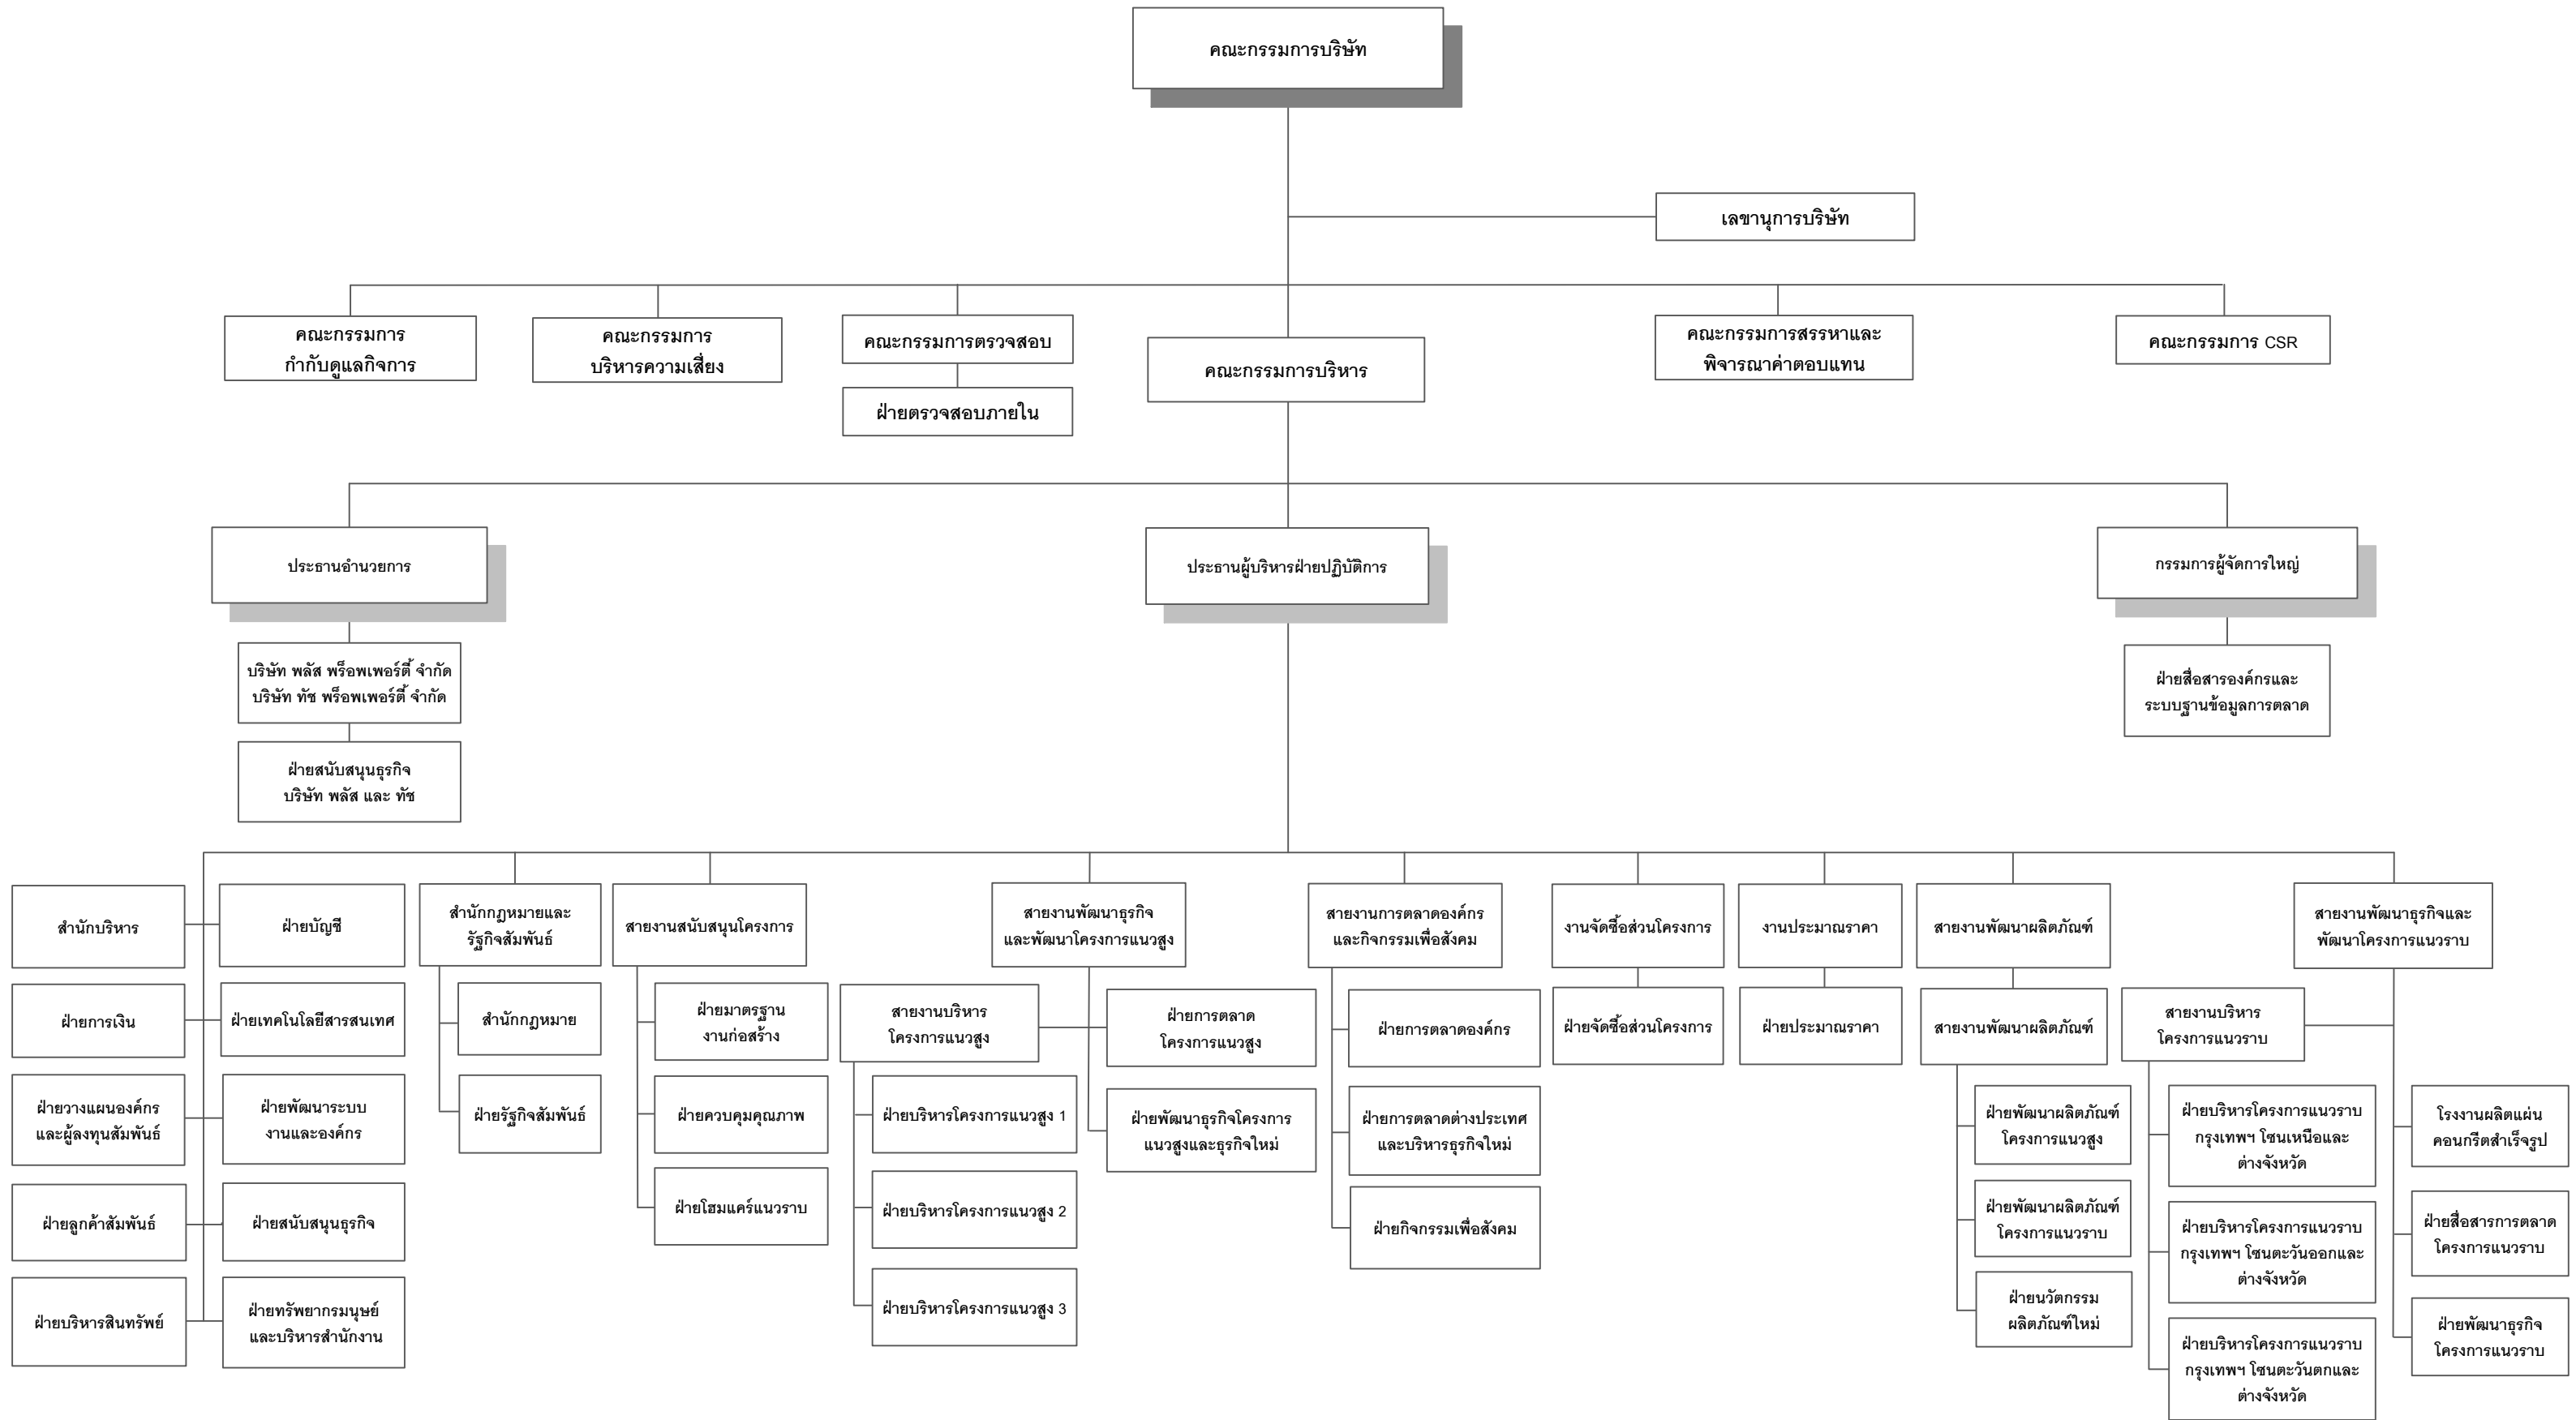 คณะกรรมการบริษัท
เลขานุการบริษัท
คณะกรรมการ
กำกับดูแลกิจการ
คณะกรรมการ
บริหารความเสี่ยง
คณะกรรมการตรวจสอบ
ฝ่ายตรวจสอบภายใน
คณะกรรมการบริหาร
คณะกรรมการสรรหาและ
พิจารณาค่าตอบแทน
คณะกรรมการ CSR
ประธานอำนวยการ
ประธานผู้บริหารฝ่ายปฏิบัติการ
กรรมการผู้จัดการใหญ่
บริษัท พลัส พร็อพเพอร์ตี้ จำกัด
บริษัท ทัช พร็อพเพอร์ตี้ จำกัด
ฝ่ายสนับสนุนธุรกิจ
บริษัท พลัส และ ทัช
ฝ่ายสื่อสารองค์กรและ
ระบบฐานข้อมูลการตลาด
สำนักบริหาร
ฝ่ายบัญชี
ฝ่ายการเงิน
ฝ่ายเทคโนโลยีสารสนเทศ
ฝ่ายวางแผนองค์กร
และผู้ลงทุนสัมพันธ์
ฝ่ายพัฒนาระบบ
งานและองค์กร
ฝ่ายลูกค้าสัมพันธ์
ฝ่ายสนับสนุนธุรกิจ
ฝ่ายบริหารสินทรัพย์
ฝ่ายทรัพยากรมนุษย์
และบริหารสำนักงาน
สำนักกฎหมายและ
รัฐกิจสัมพันธ์
สำนักกฎหมาย
ฝ่ายรัฐกิจสัมพันธ์
สายงานสนับสนุนโครงการ
ฝ่ายมาตรฐาน
งานก่อสร้าง
ฝ่ายควบคุมคุณภาพ
ฝ่ายโฮมแคร์แนวราบ
สายงานพัฒนาธุรกิจ
และพัฒนาโครงการแนวสูง
สายงานบริหาร
โครงการแนวสูง
ฝ่ายบริหารโครงการแนวสูง 1
ฝ่ายบริหารโครงการแนวสูง 2
ฝ่ายบริหารโครงการแนวสูง 3
ฝ่ายการตลาด
โครงการแนวสูง
ฝ่ายพัฒนาธุรกิจโครงการ
แนวสูงและธุรกิจใหม่
สายงานการตลาดองค์กร
และกิจกรรมเพื่อสังคม
ฝ่ายการตลาดองค์กร
ฝ่ายการตลาดต่างประเทศ
และบริหารธุรกิจใหม่
ฝ่ายกิจกรรมเพื่อสังคม
งานจัดซื้อส่วนโครงการ
ฝ่ายจัดซื้อส่วนโครงการ
งานประมาณราคา
ฝ่ายประมาณราคา
สายงานพัฒนาผลิตภัณฑ์
สายงานพัฒนาผลิตภัณฑ์
ฝ่ายพัฒนาผลิตภัณฑ์
โครงการแนวสูง
ฝ่ายพัฒนาผลิตภัณฑ์
โครงการแนวราบ
ฝ่ายนวัตกรรม
ผลิตภัณฑ์ใหม่
สายงานพัฒนาธุรกิจและ
พัฒนาโครงการแนวราบ
สายงานบริหาร
โครงการแนวราบ
ฝ่ายบริหารโครงการแนวราบ
กรุงเทพฯ โซนเหนือและ
ต่างจังหวัด
ฝ่ายบริหารโครงการแนวราบ
กรุงเทพฯ โซนตะวันออกและ
ต่างจังหวัด
ฝ่ายบริหารโครงการแนวราบ
กรุงเทพฯ โซนตะวันตกและ
ต่างจังหวัด
โรงงานผลิตแผ่น
คอนกรีตสำเร็จรูป
ฝ่ายสื่อสารการตลาด
โครงการแนวราบ
ฝ่ายพัฒนาธุรกิจ
โครงการแนวราบ